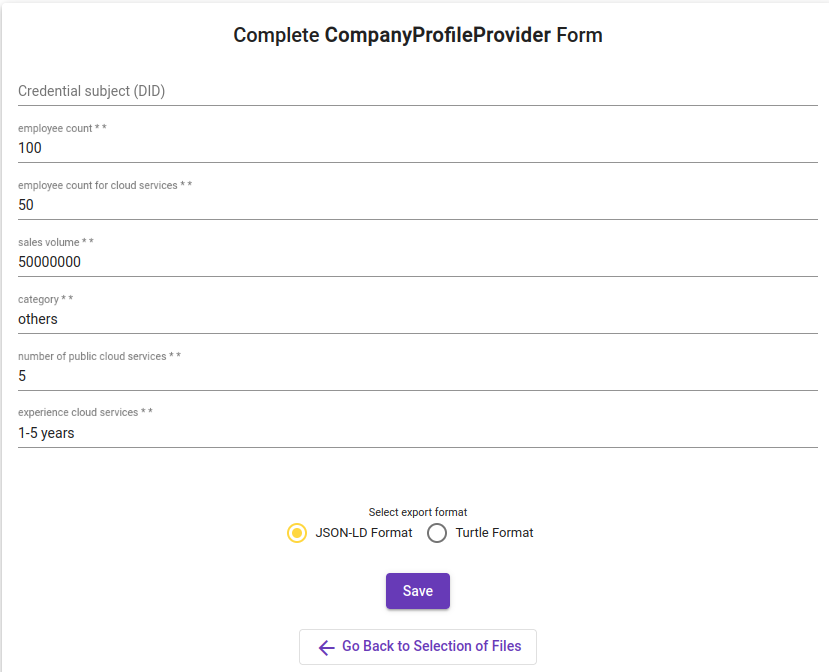 Complete CompanyProfileProvider Form
Credential subject (DID)
employee count * *
100
employee count for cloud services * *
50
sales volume * *
50000000
category * *
others
number of public cloud services * *
5
experience cloud services * *
1-5 years
Select export format
JSON-LD Format Turtle Format
Save
Go Back to Selection of Files